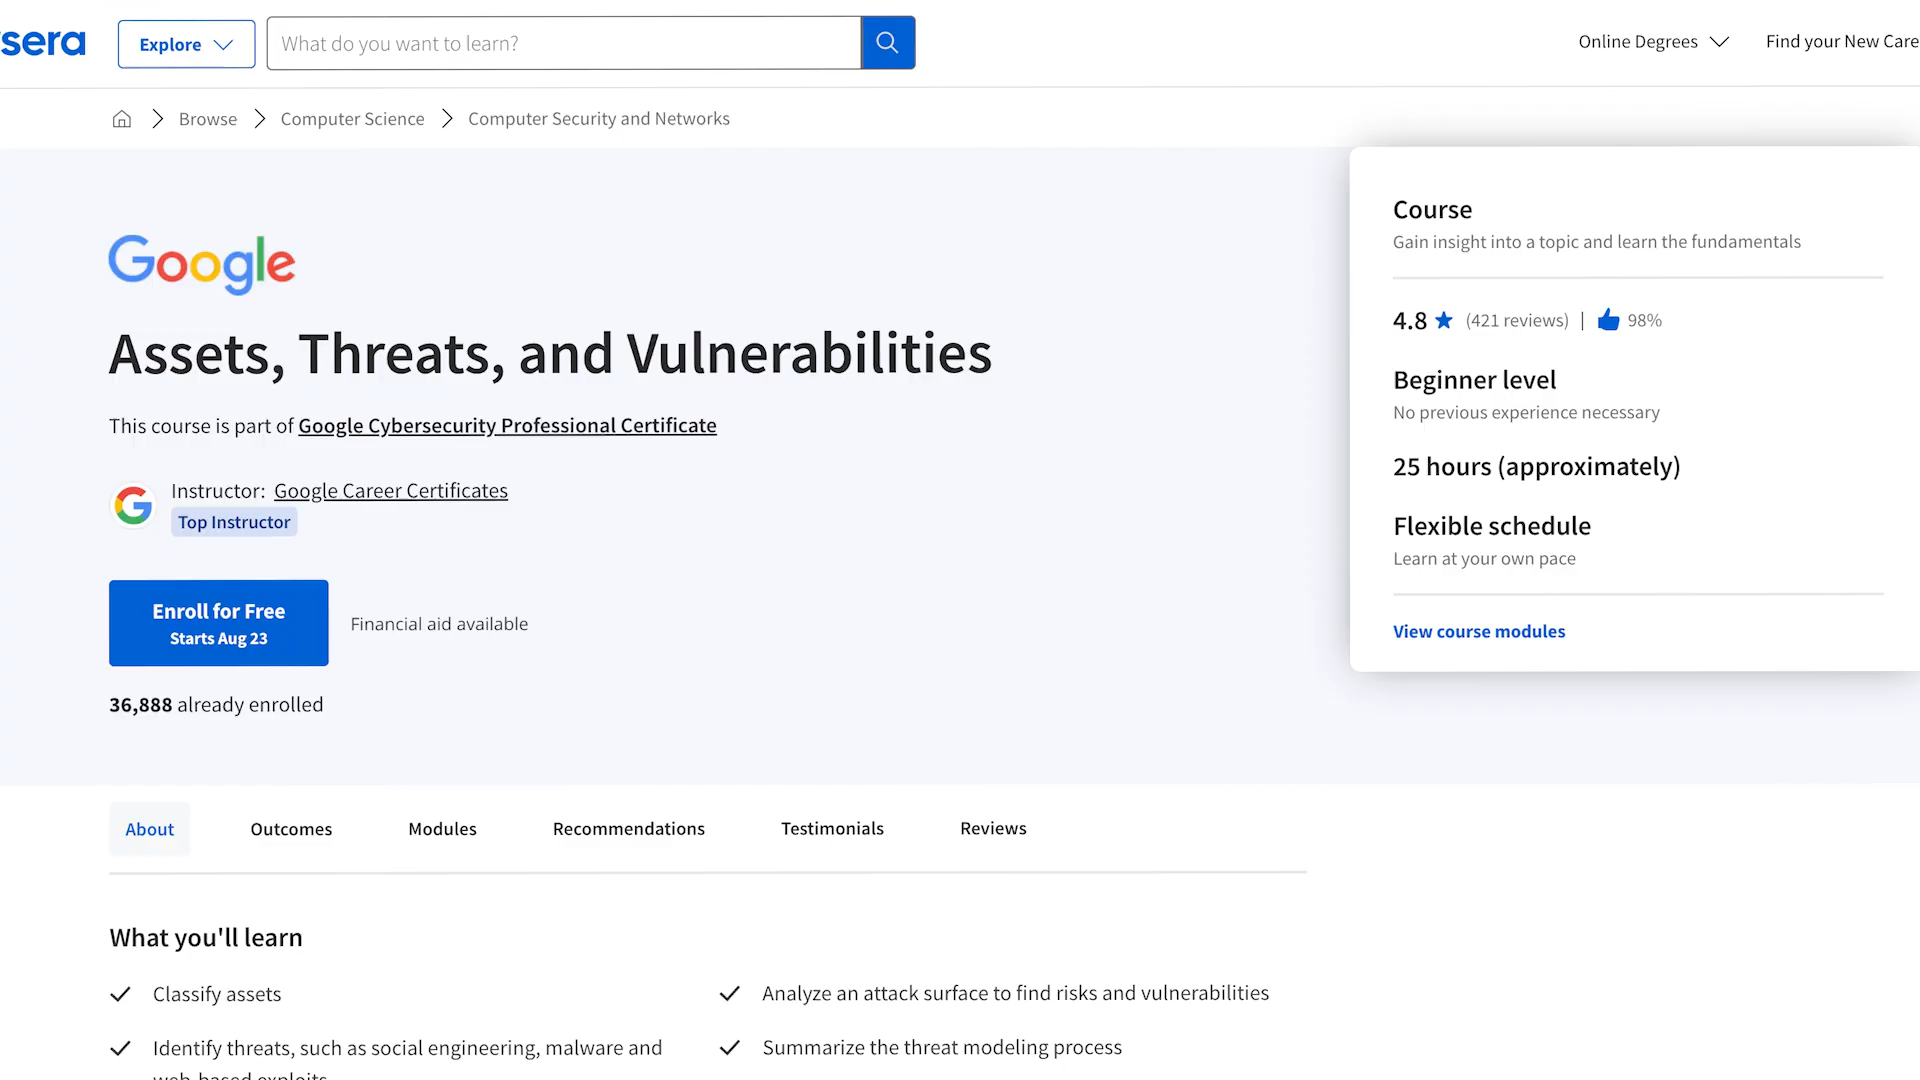 sera
Explore
What do you want to learn?
Online Degrees
Find your New Care
Browse
Computer Science
Computer Security and Networks
Google
Assets, Threats, and Vulnerabilities
This course is part of Google Cybersecurity Professional Certificate
Instructor: Google Career Certificates
Top Instructor
Enroll for Free
Starts Aug 23
Financial aid available
36,888 already enrolled
Course
Gain insight into a topic and learn the fundamentals
4.8 (421 reviews) | 98%
Beginner level
No previous experience necessary
25 hours (approximately)
Flexible schedule
Learn at your own pace
View course modules
About
Outcomes
Modules
Recommendations
Testimonials
Reviews
What you'll learn
Classify assets
Analyze an attack surface to find risks and vulnerabilities
Identify threats, such as social engineering, malware and
web-based exploits
Summarize the threat modeling process